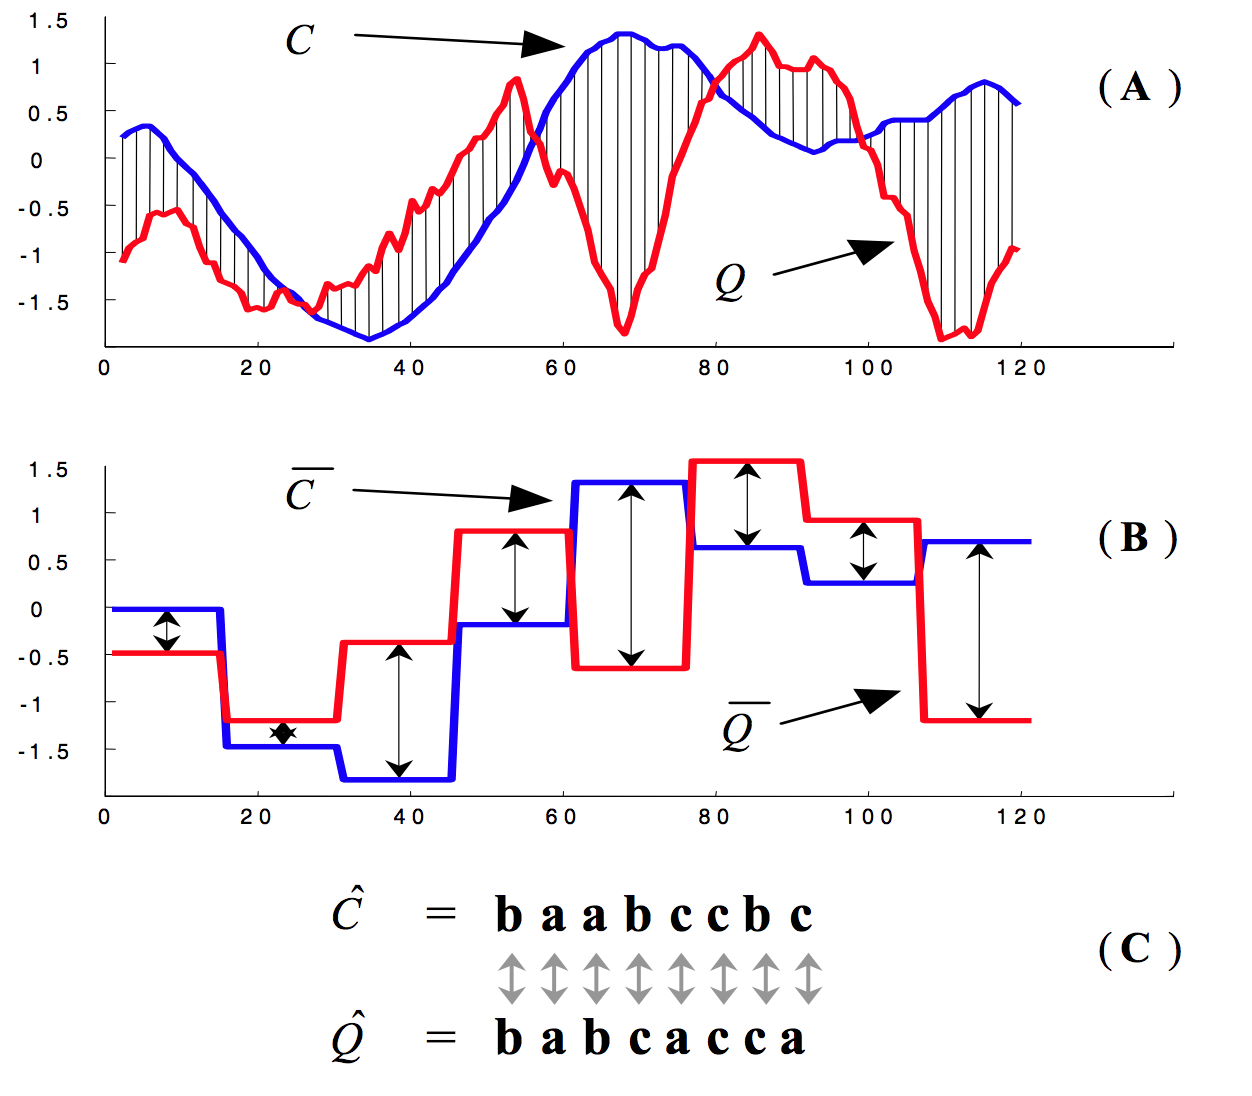 1.5
C
1
( A )
0.5
0
-0.5
-1
Q
-1.5
0 20 40 60 80 100 120
1.5
C̅
1
( B )
0.5
0
-0.5
-1
Q̅
-1.5
0 20 40 60 80 100 120
Ĉ = b a a b c c b c
( C )
Q̂ = b a b c a c c a